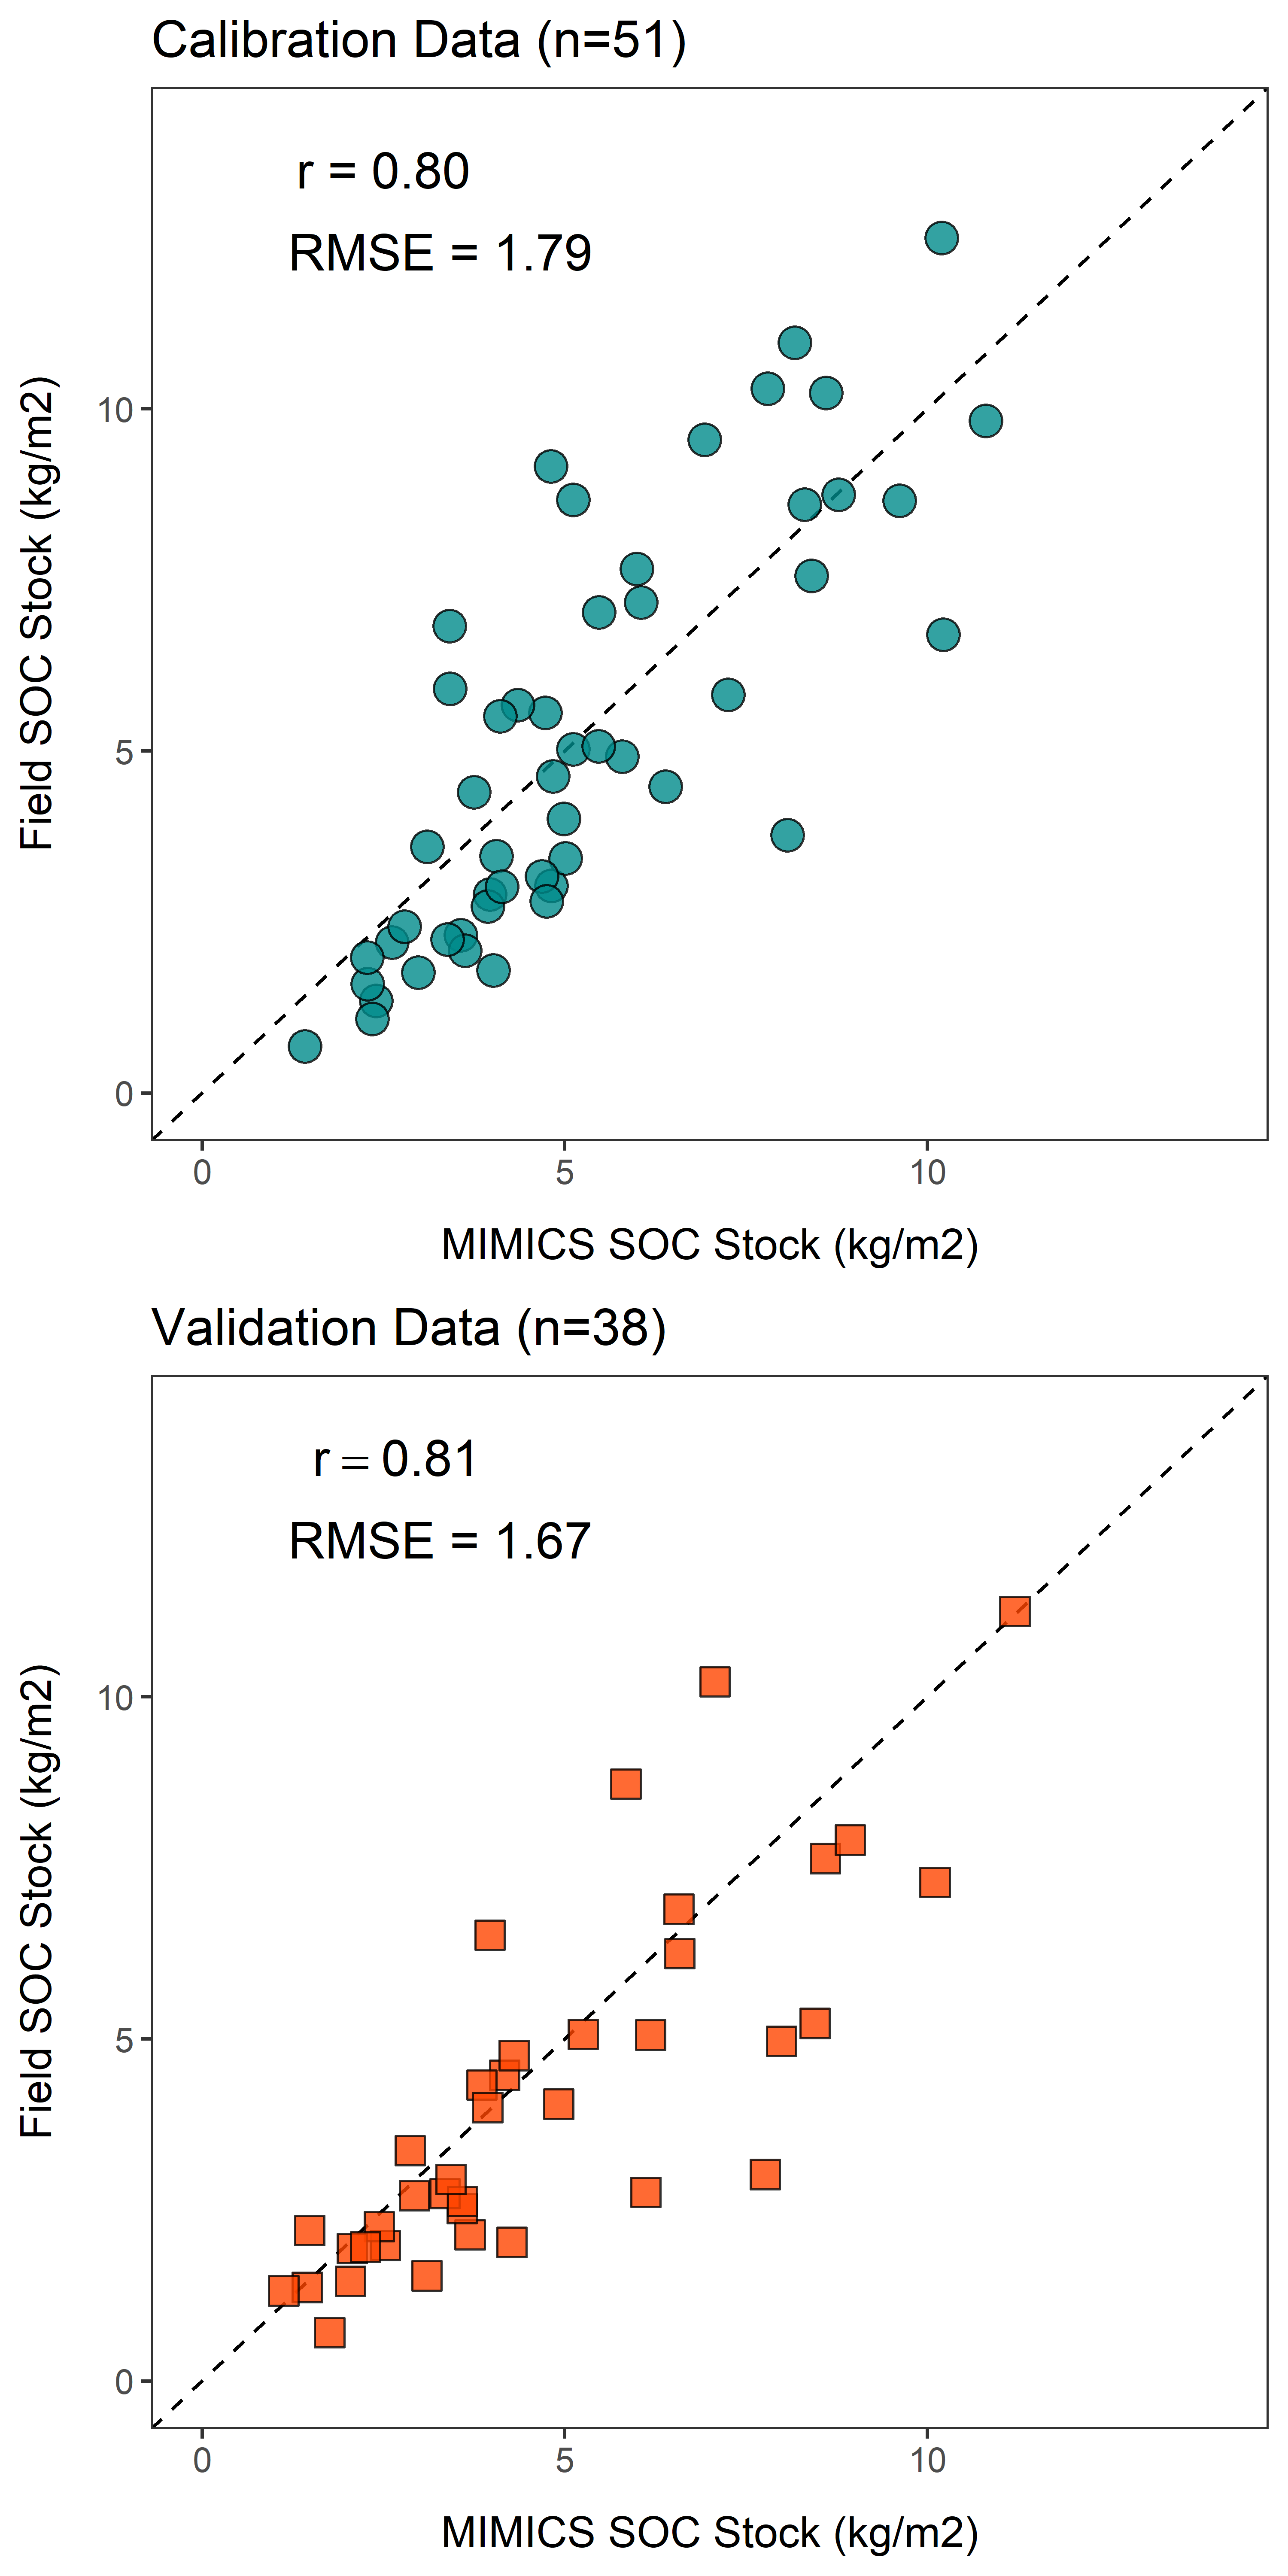 Calibration Data (n=51)
r = 0.80
RMSE = 1.79
Field SOC Stock (kg/m2)
10
5
0
0 5 10
MIMICS SOC Stock (kg/m2)
Validation Data (n=38)
r = 0.81
RMSE = 1.67
Field SOC Stock (kg/m2)
10
5
0
0 5 10
MIMICS SOC Stock (kg/m2)